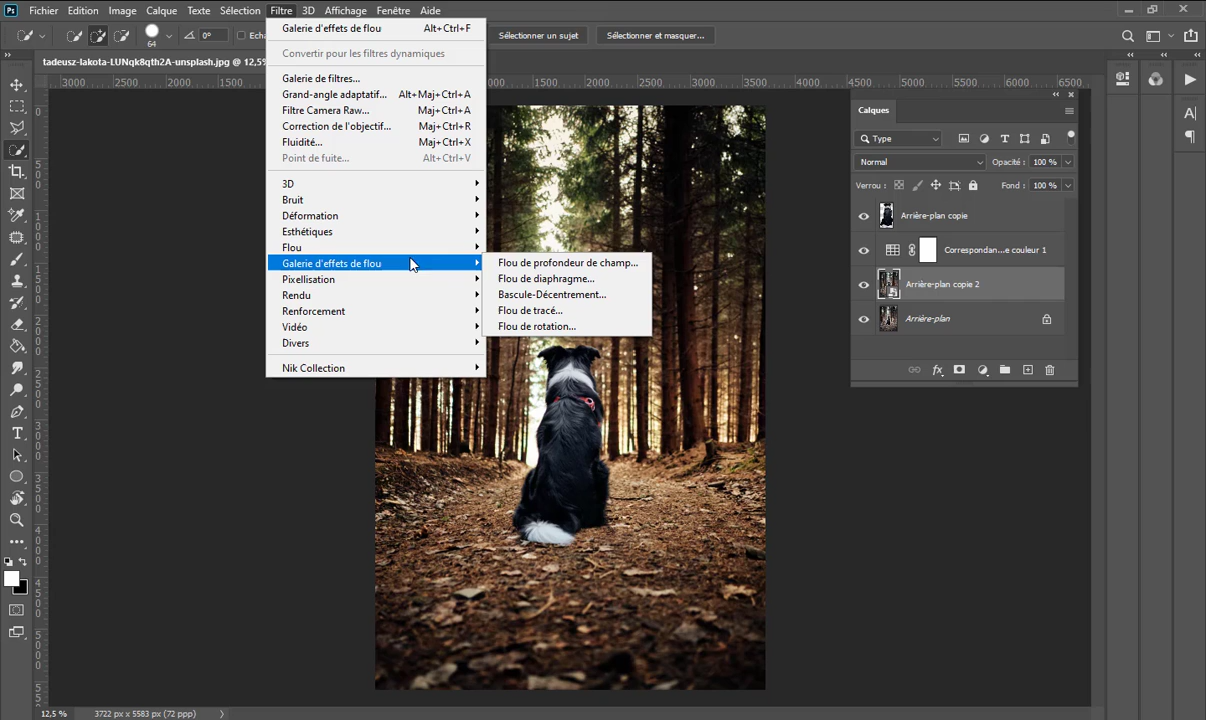 Ps Fichier Edition Image Calque Texte Sélection Filtre 3D Affichage Fenêtre Aide
64 0° Echa
Sélectionner un sujet Sélectionner et masquer...
tadeusz-lakota-LUNqk8qth2A-unsplash.jpg @ 12,5%
3000 2500 2000 1500 1000 1500 2000 2500 3000 3500 4000 4500 5000 5500 6000 6500
Galerie d'effets de flou Alt+Ctrl+F
Convertir pour les filtres dynamiques
Galerie de filtres...
Grand-angle adaptatif... Alt+Maj+Ctrl+A
Filtre Camera Raw... Maj+Ctrl+A
Correction de l'objectif... Maj+Ctrl+R
Fluidité... Maj+Ctrl+X
Point de fuite... Alt+Ctrl+V
3D
Bruit
Déformation
Esthétiques
Flou
Galerie d'effets de flou
Pixellisation
Rendu
Renforcement
Vidéo
Divers
Nik Collection
Flou de profondeur de champ...
Flou de diaphragme...
Bascule-Décentrement...
Flou de tracé...
Flou de rotation...
Calques
Type
Normal Opacité : 100 %
Verrou : Fond : 100 %
Arrière-plan copie
Correspondan...e couleur 1
Arrière-plan copie 2
Arrière-plan
fx
12,5 % 3722 px x 5583 px (72 ppp)